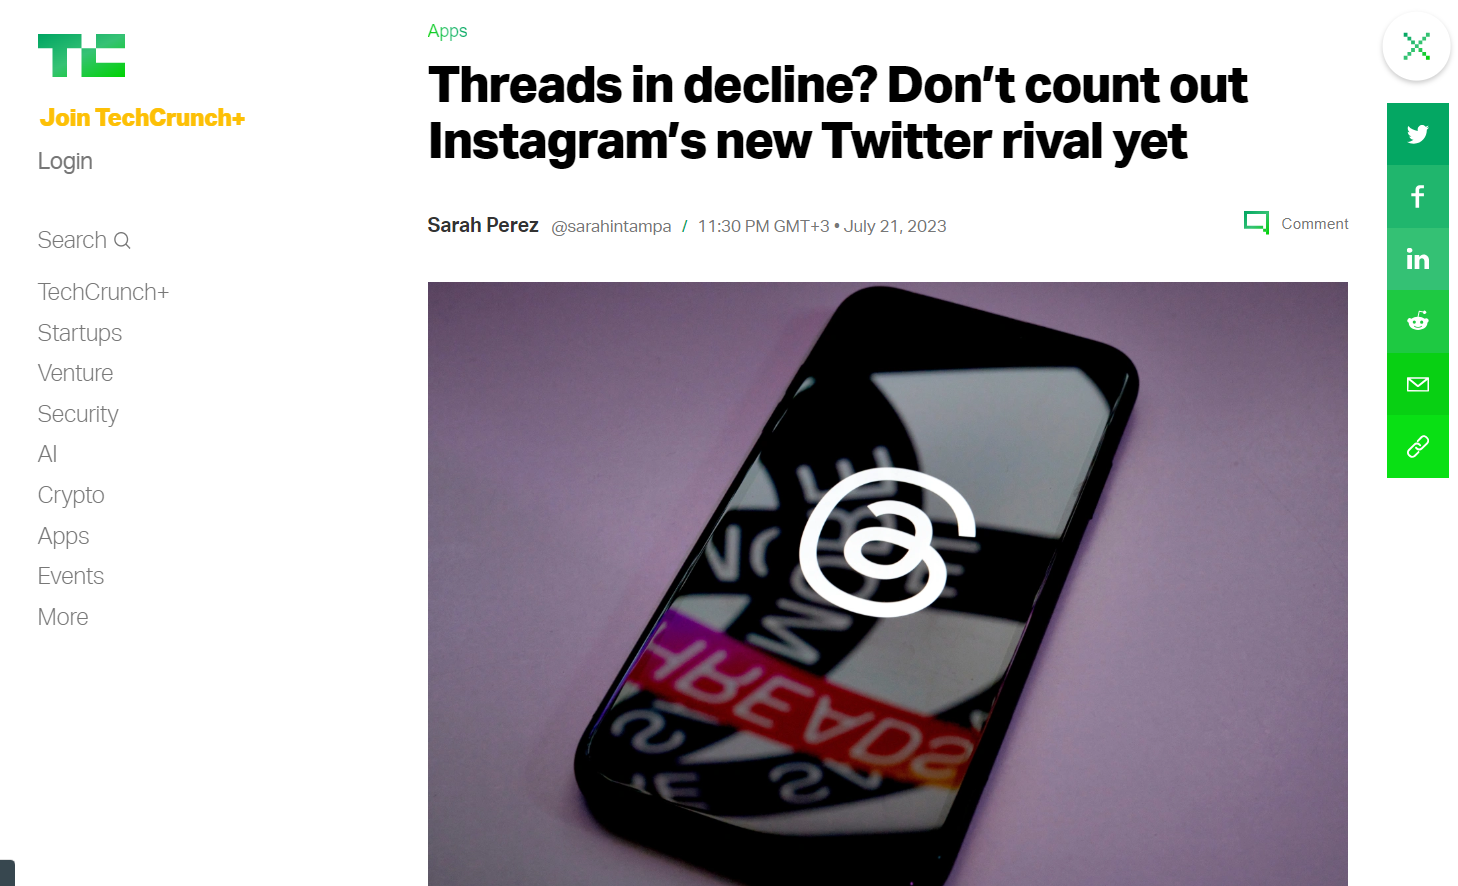 TC
Join TechCrunch+
Login
Search
TechCrunch+
Startups
Venture
Security
AI
Crypto
Apps
Events
More
Apps
Threads in decline? Don’t count out
Instagram’s new Twitter rival yet
Sarah Perez @sarahintampa / 11:30 PM GMT+3 • July 21, 2023
Comment
MORE
THREADS